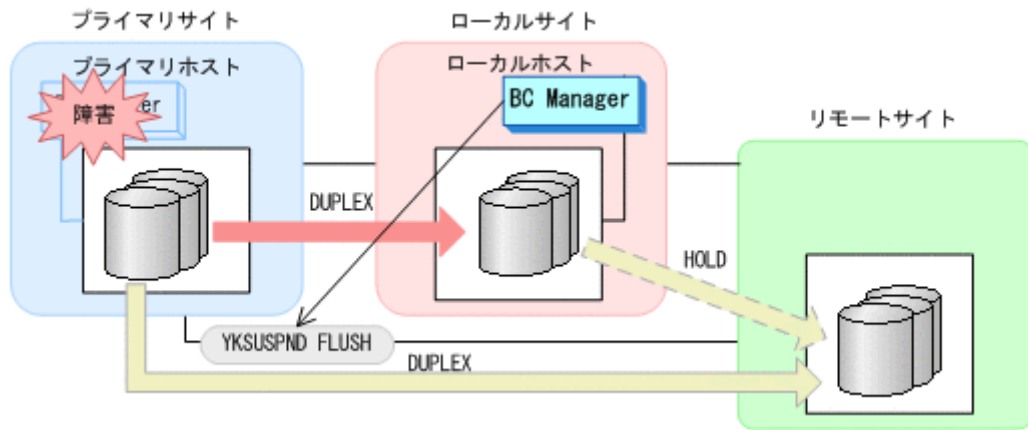 プライマリサイト
ローカルサイト
プライマリホスト
ローカルホスト
障害
BC Manager
リモートサイト
DUPLEX
HOLD
YKSUSPND FLUSH
DUPLEX